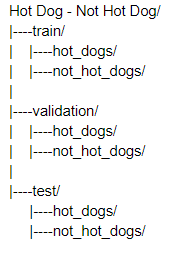 Hot Dog - Not Hot Dog/
|----train/
|    |----hot_dogs/
|    |----not_hot_dogs/
|
|----validation/
|    |----hot_dogs/
|    |----not_hot_dogs/
|
|----test/
     |----hot_dogs/
     |----not_hot_dogs/